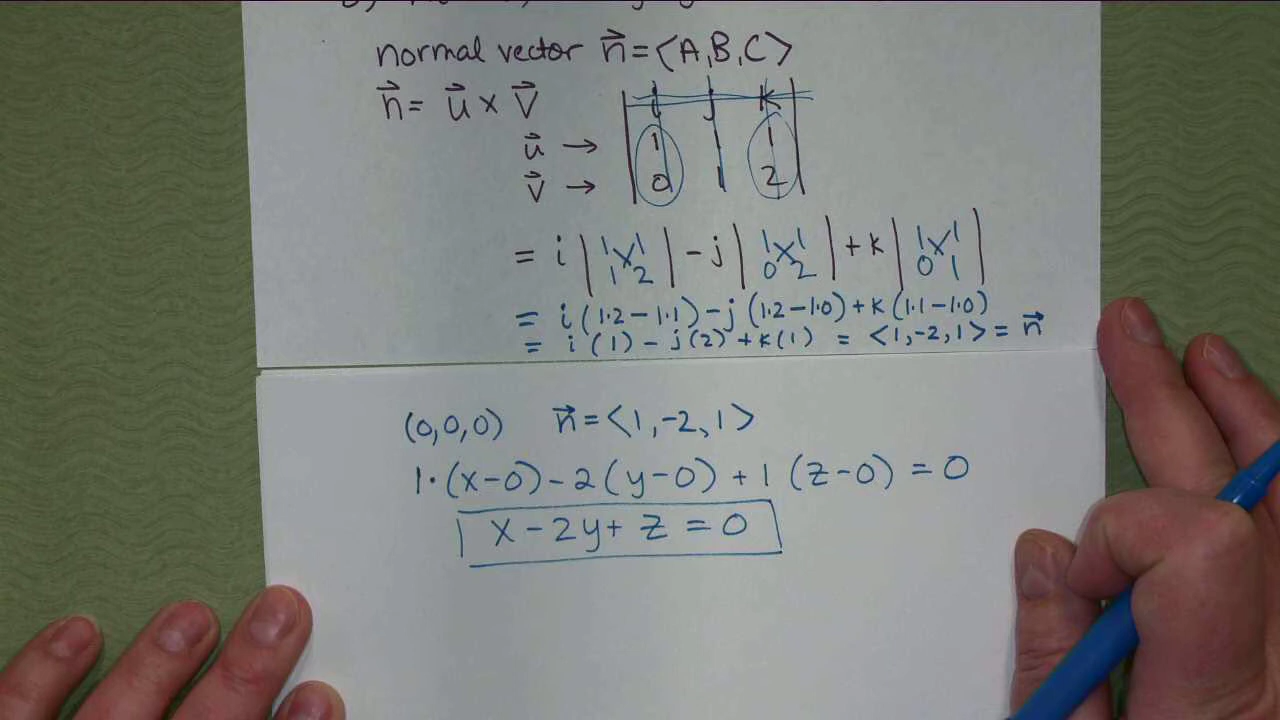 normal vector n⃗ = <A, B, C>
n⃗ = u⃗ × v⃗ | i j k |
u⃗ → | 1 1 1 |
v⃗ → | 0 1 2 |
= i | 1 1 | - j | 1 1 | + k | 1 1 |
1 2 0 2 0 1
= i (1·2 - 1·1) - j (1·2 - 1·0) + k (1·1 - 1·0)
= i (1) - j (2) + k (1) = <1, -2, 1> = n⃗
(0,0,0) n⃗ = <1, -2, 1>
1·(x-0) - 2(y-0) + 1 (z-0) = 0
x - 2y + z = 0